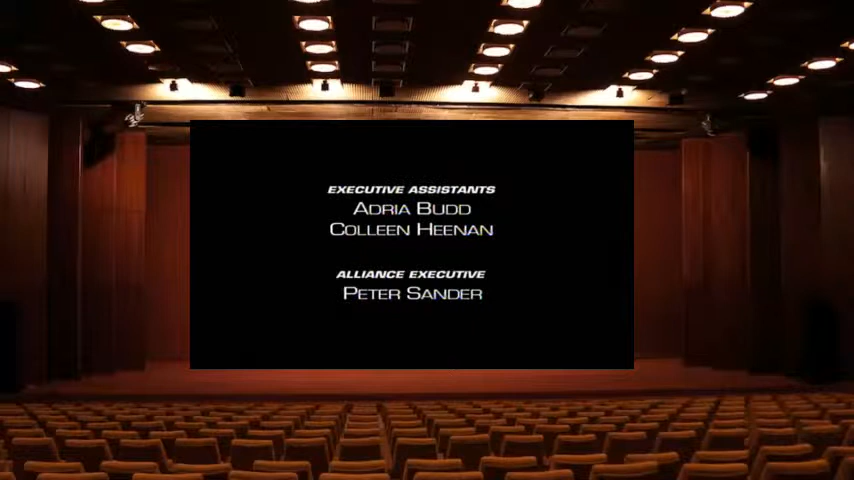 EXECUTIVE ASSISTANTS
ADRIA BUDD
COLLEEN HEENAN
ALLIANCE EXECUTIVE
PETER SANDER